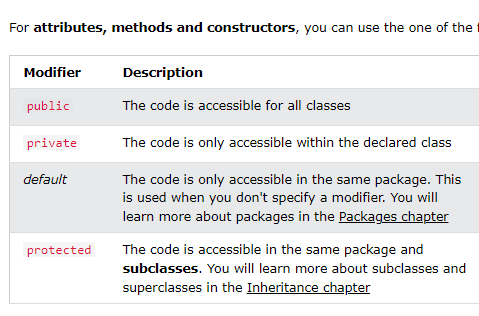 For attributes, methods and constructors, you can use the one of the
Modifier Description
public The code is accessible for all classes
private The code is only accessible within the declared class
default The code is only accessible in the same package. This
is used when you don't specify a modifier. You will
learn more about packages in the Packages chapter
protected The code is accessible in the same package and
subclasses. You will learn more about subclasses and
superclasses in the Inheritance chapter